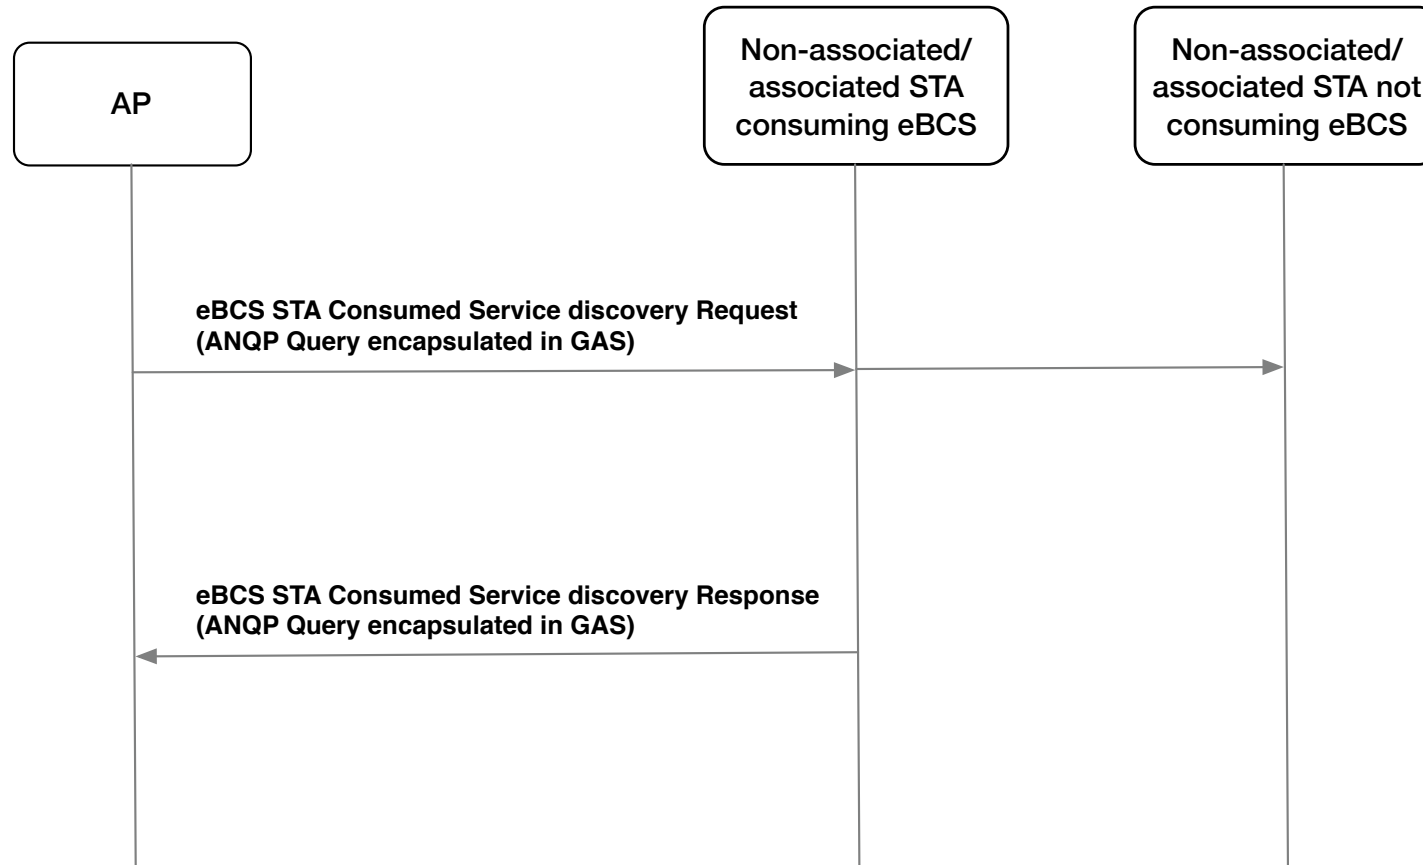 AP
Non-associated/
associated STA
consuming eBCS
Non-associated/
associated STA not
consuming eBCS
eBCS STA Consumed Service discovery Request
(ANQP Query encapsulated in GAS)
eBCS STA Consumed Service discovery Response
(ANQP Query encapsulated in GAS)